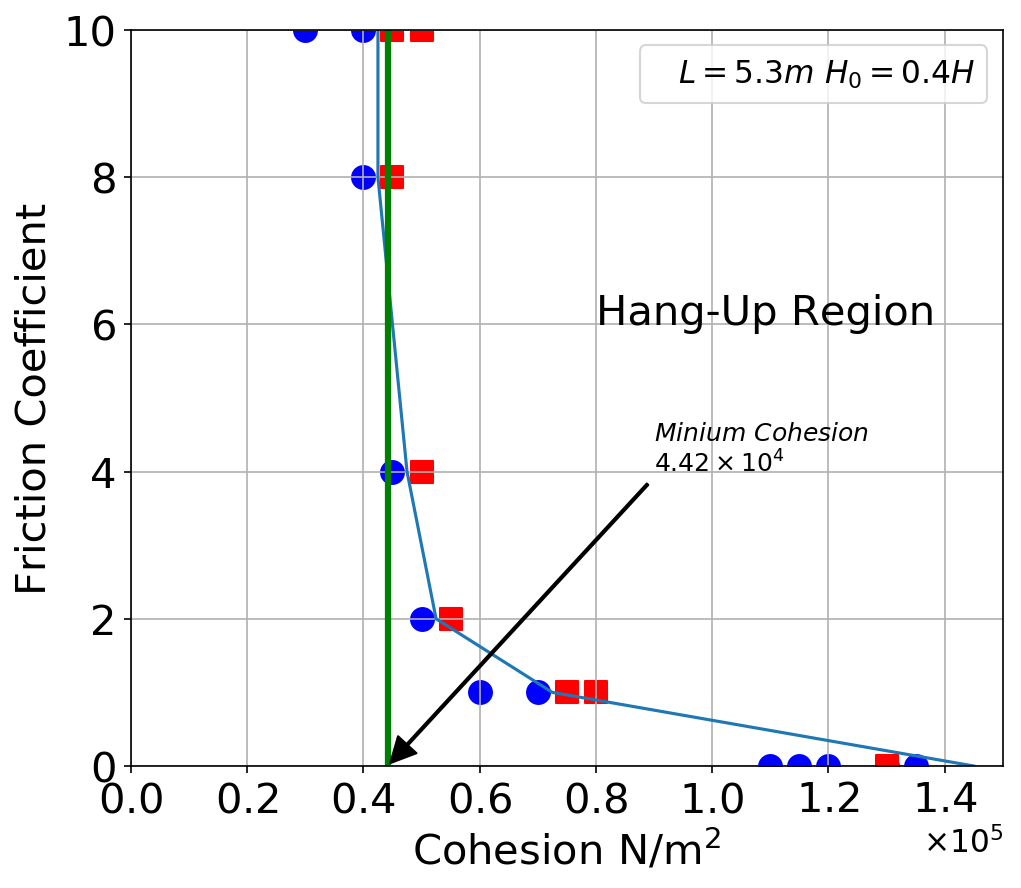 10
8
6
4
2
0
Friction Coefficient
L = 5.3m H₀ = 0.4H
Hang-Up Region
Minium Cohesion
4.42 × 10⁴
0.0 0.2 0.4 0.6 0.8 1.0 1.2 1.4
×10⁵
Cohesion N/m²